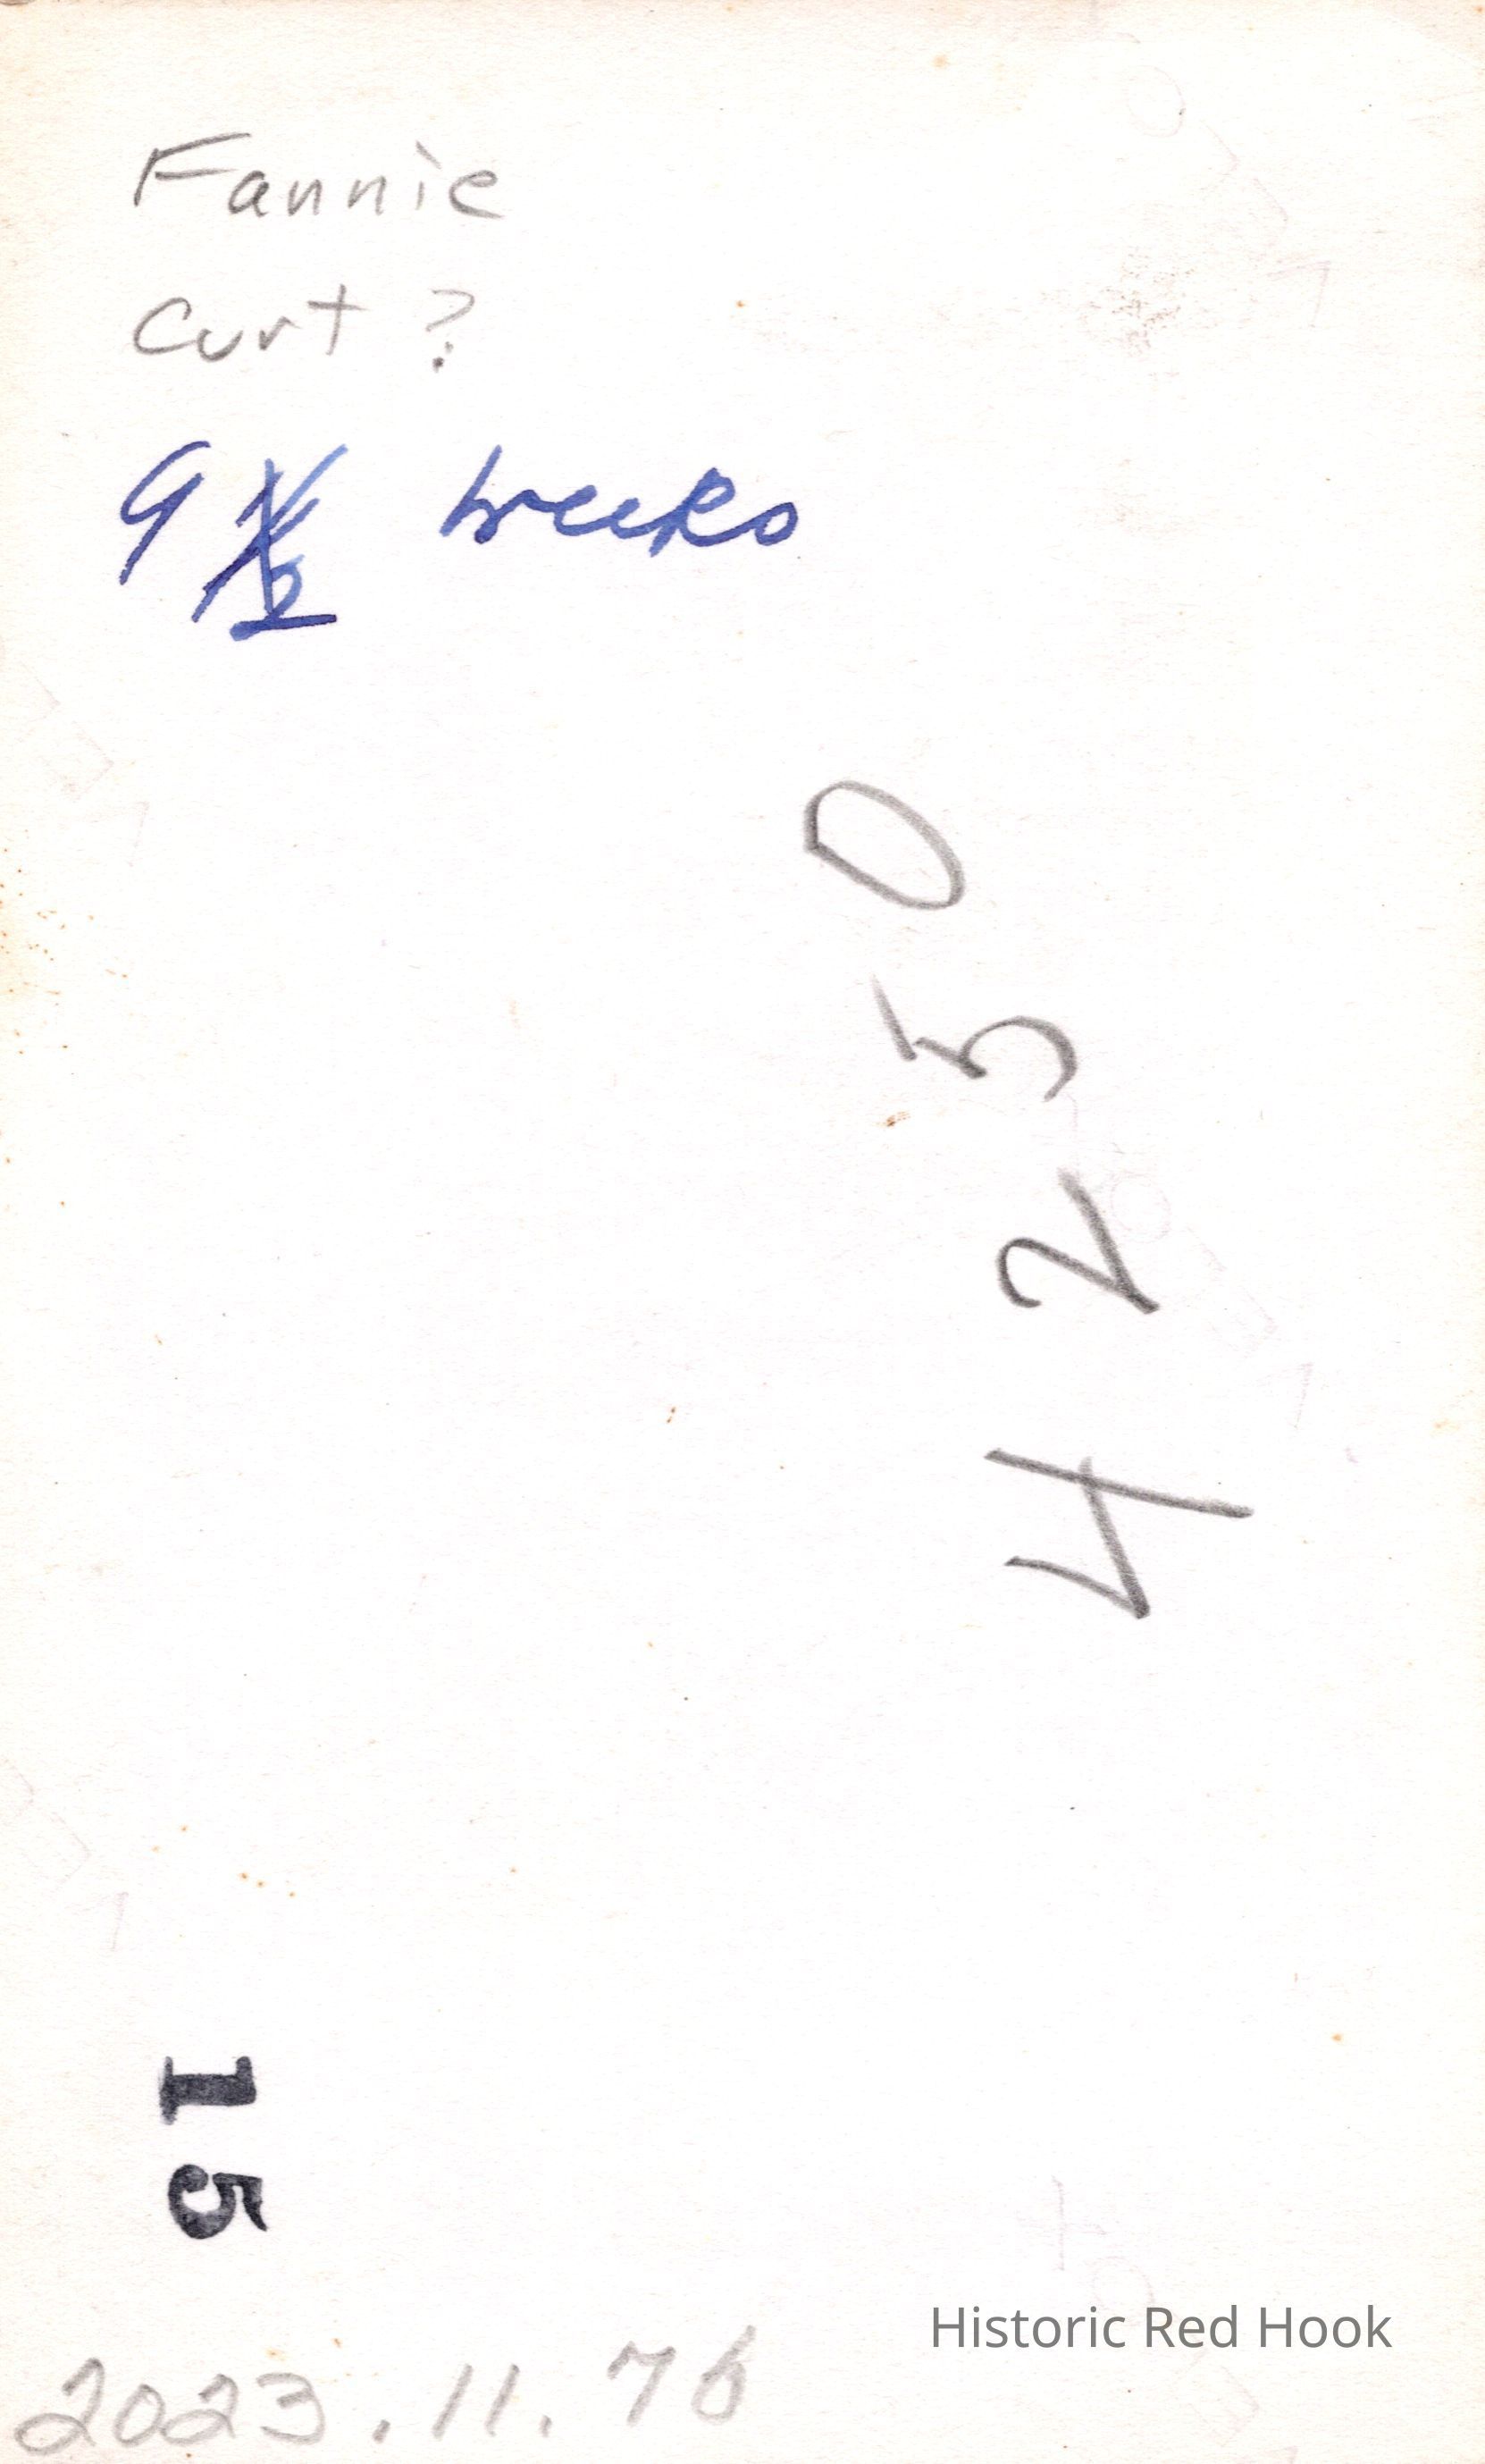 Fannie
Curt ?
9 1/2 weeks
4250
15
Historic Red Hook
2023.11.76